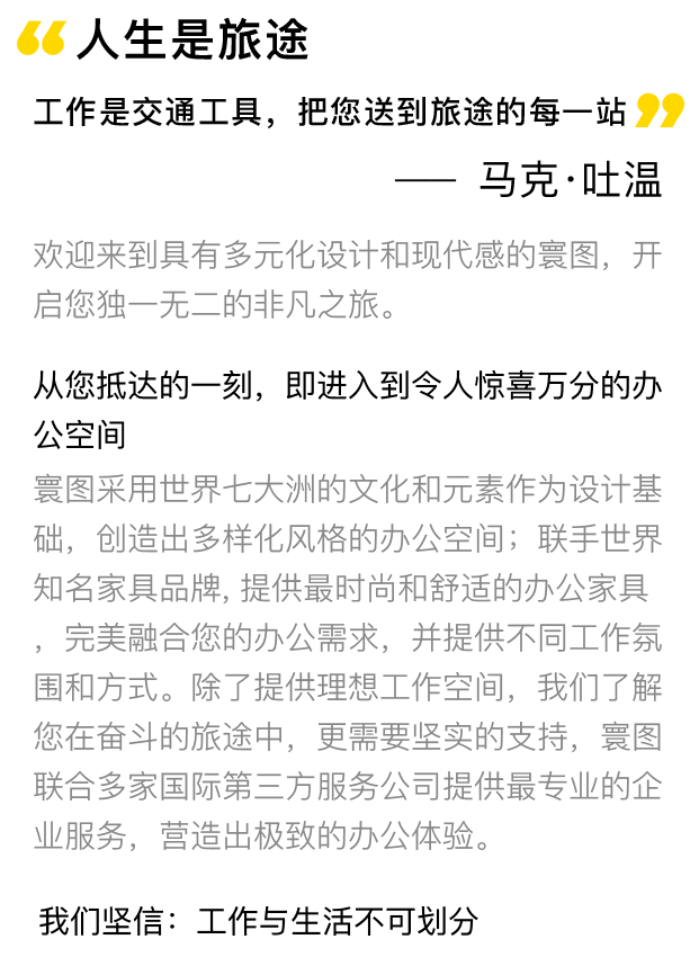 “人生是旅途
工作是交通工具，把您送到旅途的每一站”
—— 马克·吐温
欢迎来到具有多元化设计和现代感的寰图，开
启您独一无二的非凡之旅。
从您抵达的一刻，即进入到令人惊喜万分的办
公空间
寰图采用世界七大洲的文化和元素作为设计基
础，创造出多样化风格的办公空间；联手世界
知名家具品牌, 提供最时尚和舒适的办公家具
，完美融合您的办公需求，并提供不同工作氛
围和方式。除了提供理想工作空间，我们了解
您在奋斗的旅途中，更需要坚实的支持，寰图
联合多家国际第三方服务公司提供最专业的企
业服务，营造出极致的办公体验。
我们坚信：工作与生活不可划分